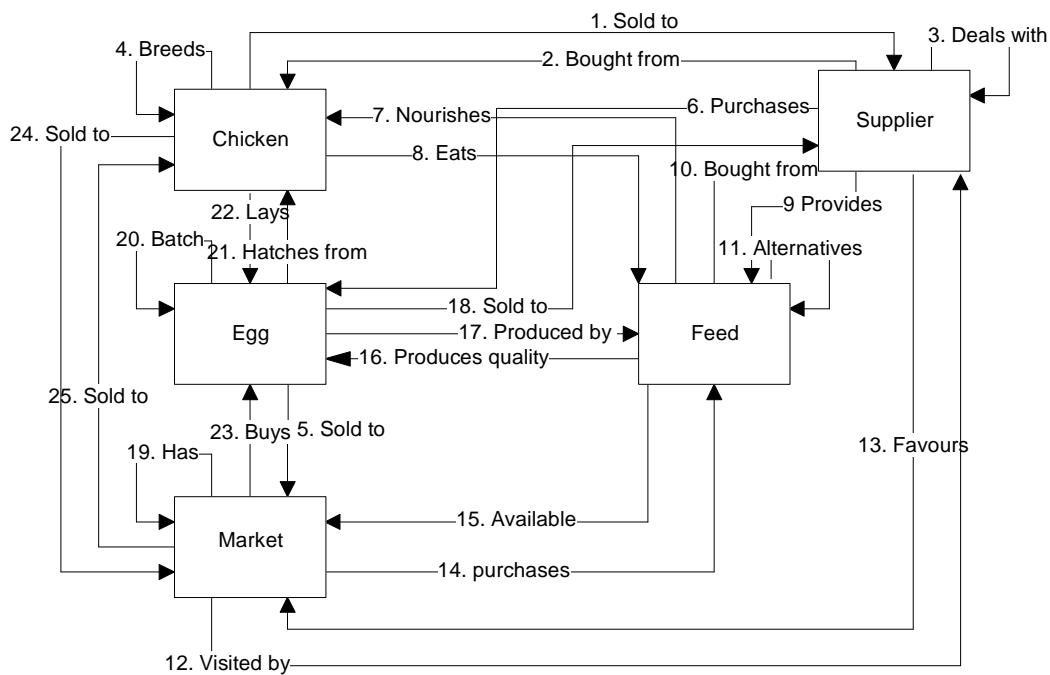 1. Sold to
4. Breeds
3. Deals with
2. Bought from
6. Purchases
7. Nourishes
Supplier
24. Sold to
Chicken
8. Eats
10. Bought from
9 Provides
22. Lays
20. Batch
11. Alternatives
21. Hatches from
18. Sold to
Egg
17. Produced by
Feed
16. Produces quality
25. Sold to
23. Buys
5. Sold to
13. Favours
19. Has
15. Available
Market
14. purchases
12. Visited by